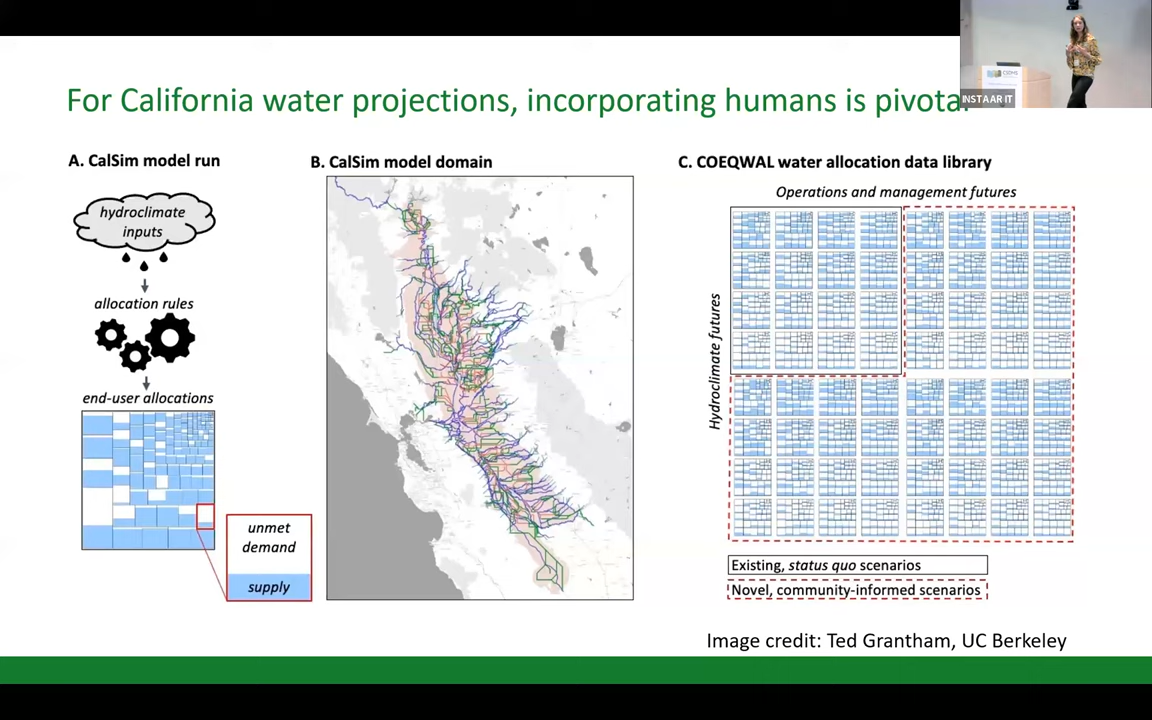 For California water projections, incorporating humans is pivotal
INSTAAR IT
A. CalSim model run
hydroclimate
inputs
allocation rules
end-user allocations
unmet
demand
supply
B. CalSim model domain
C. COEQWAL water allocation data library
Operations and management futures
Hydroclimate futures
Existing, status quo scenarios
Novel, community-informed scenarios
Image credit: Ted Grantham, UC Berkeley